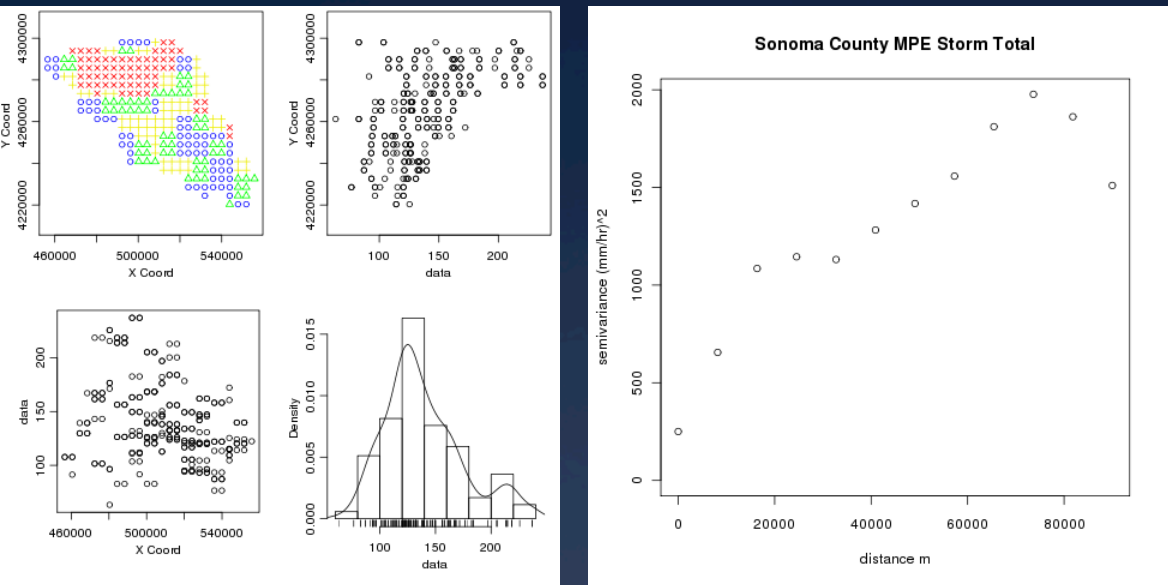 4220000 4260000 4300000
Y Coord
460000 500000 540000
X Coord
4220000 4260000 4300000
Y Coord
100 150 200
data
100 150 200
data
460000 500000 540000
X Coord
0.000 0.005 0.010 0.015
Density
100 150 200
data
Sonoma County MPE Storm Total
0 500 1000 1500 2000
semivariance (mm/hr)^2
0 20000 40000 60000 80000
distance m